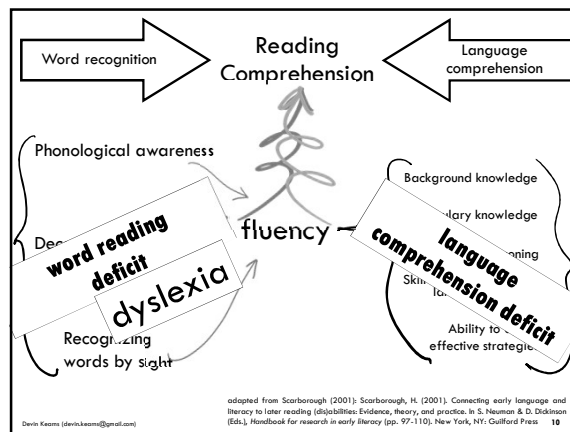 Word recognition
Reading
Comprehension
Language
comprehension
Phonological awareness
Background knowledge
knowledge
fluency
word reading
deficit
dyslexia
language
comprehension deficit
Recognizing
words by sight
Ability to
effective strategies
adapted from Scarborough (2001): Scarborough, H. (2001). Connecting early language and
literacy to later reading (dis)abilities: Evidence, theory, and practice. In S. Neuman & D. Dickinson
(Eds.), Handbook for research in early literacy (pp. 97-110). New York, NY: Guilford Press
Devin Kearns (devin.kearns@gmail.com)
10